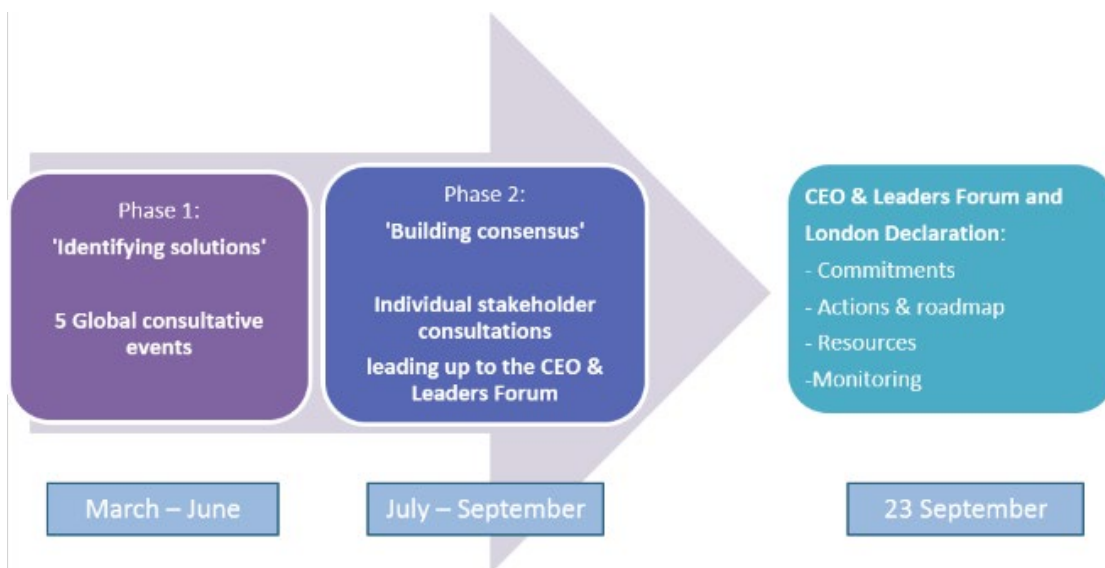 Phase 1:
'Identifying solutions'
5 Global consultative
events
Phase 2:
'Building consensus'
Individual stakeholder
consultations
leading up to the CEO &
Leaders Forum
CEO & Leaders Forum and
London Declaration:
- Commitments
- Actions & roadmap
- Resources
-Monitoring
March – June
July – September
23 September